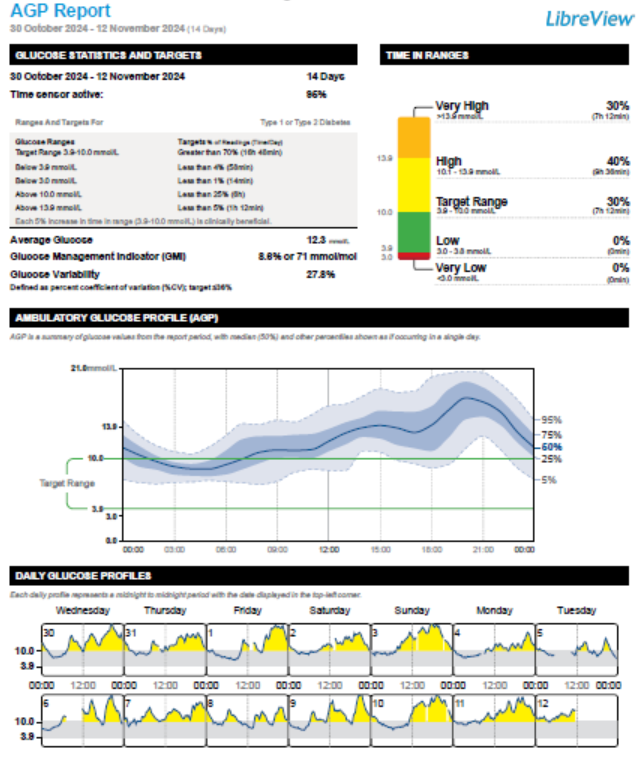 AGP Report
LibreView
30 October 2024 - 12 November 2024 (14 Days)
GLUCOSE STATISTICS AND TARGETS
30 October 2024 - 12 November 2024 14 Days
Time sensor active: 96%
Ranges And Targets For Type 1 or Type 2 Diabetes
Glucose Ranges Targets % of Readings (Time/Day)
Target Range 3.9-10.0 mmol/L Greater than 70% (16h 48min)
Below 3.9 mmol/L Less than 4% (58min)
Below 3.0 mmol/L Less than 1% (14min)
Above 10.0 mmol/L Less than 25% (6h)
Above 13.9 mmol/L Less than 5% (1h 12min)
Each 5% increase in time in range (3.9-10.0 mmol/L) is clinically beneficial.
Average Glucose 12.3 mmol/L
Glucose Management Indicator (GMI) 8.6% or 71 mmol/mol
Glucose Variability 27.8%
Defined as percent coefficient of variation (%CV); target ≤36%
TIME IN RANGES
Very High 30%
>13.9 mmol/L (7h 12min)
13.9
High 40%
10.1 - 13.9 mmol/L (9h 36min)
10.0
Target Range 30%
3.9 - 10.0 mmol/L (7h 12min)
3.9
Low 0%
3.0 - 3.8 mmol/L (0min)
3.0
Very Low 0%
<3.0 mmol/L (0min)
AMBULATORY GLUCOSE PROFILE (AGP)
AGP is a summary of glucose values from the report period, with median (50%) and other percentiles shown as if occurring in a single day.
21.0 mmol/L
13.9
10.0
Target Range
3.9
3.0
0.0
95%
75%
50%
25%
5%
00:00 03:00 06:00 09:00 12:00 15:00 18:00 21:00 00:00
DAILY GLUCOSE PROFILES
Each daily profile represents a midnight to midnight period with the date displayed in the top-left corner.
Wednesday Thursday Friday Saturday Sunday Monday Tuesday
30 31 1 2 3 4 5
10.0
3.9
00:00 12:00 00:00 12:00 00:00 12:00 00:00 12:00 00:00 12:00 00:00 12:00 00:00 12:00 00:00
6 7 8 9 10 11 12
10.0
3.9